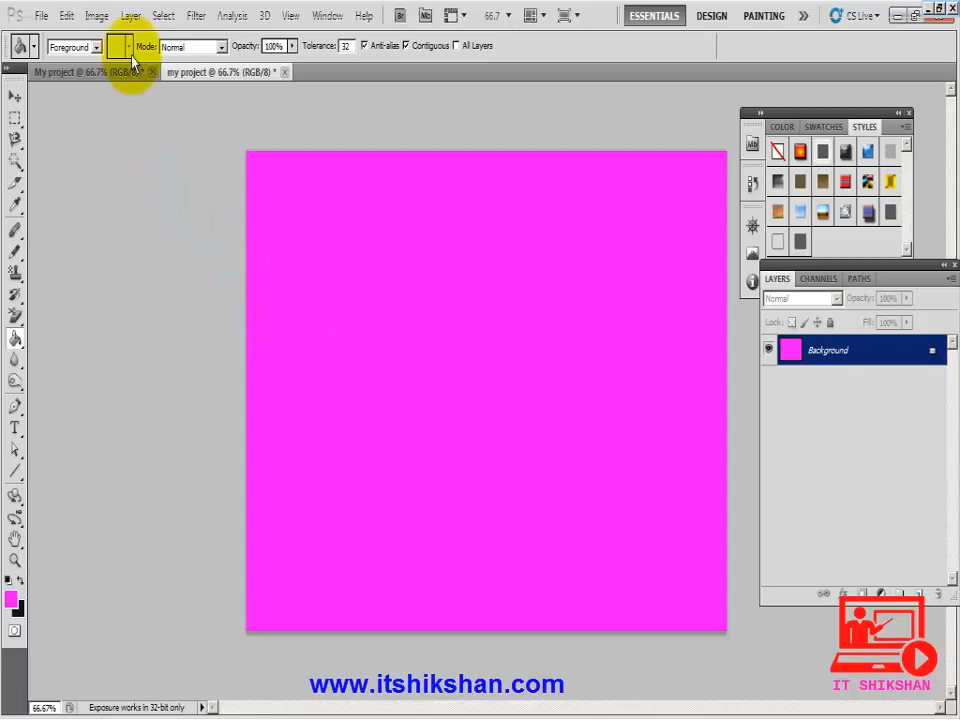 Ps File Edit Image Layer Select Filter Analysis 3D View Window Help Br Mb 66.7 ESSENTIALS DESIGN PAINTING CS Live
Foreground Mode: Normal Opacity: 100% Tolerance: 32 Anti-alias Contiguous All Layers
My project @ 66.7% (RGB/8) * my project @ 66.7% (RGB/8) *
COLOR SWATCHES STYLES
Mb
LAYERS CHANNELS PATHS
Normal Opacity: 100%
Lock: Fill: 100%
Background
IT SHIKSHAN
www.itshikshan.com
66.67% Exposure works in 32-bit only